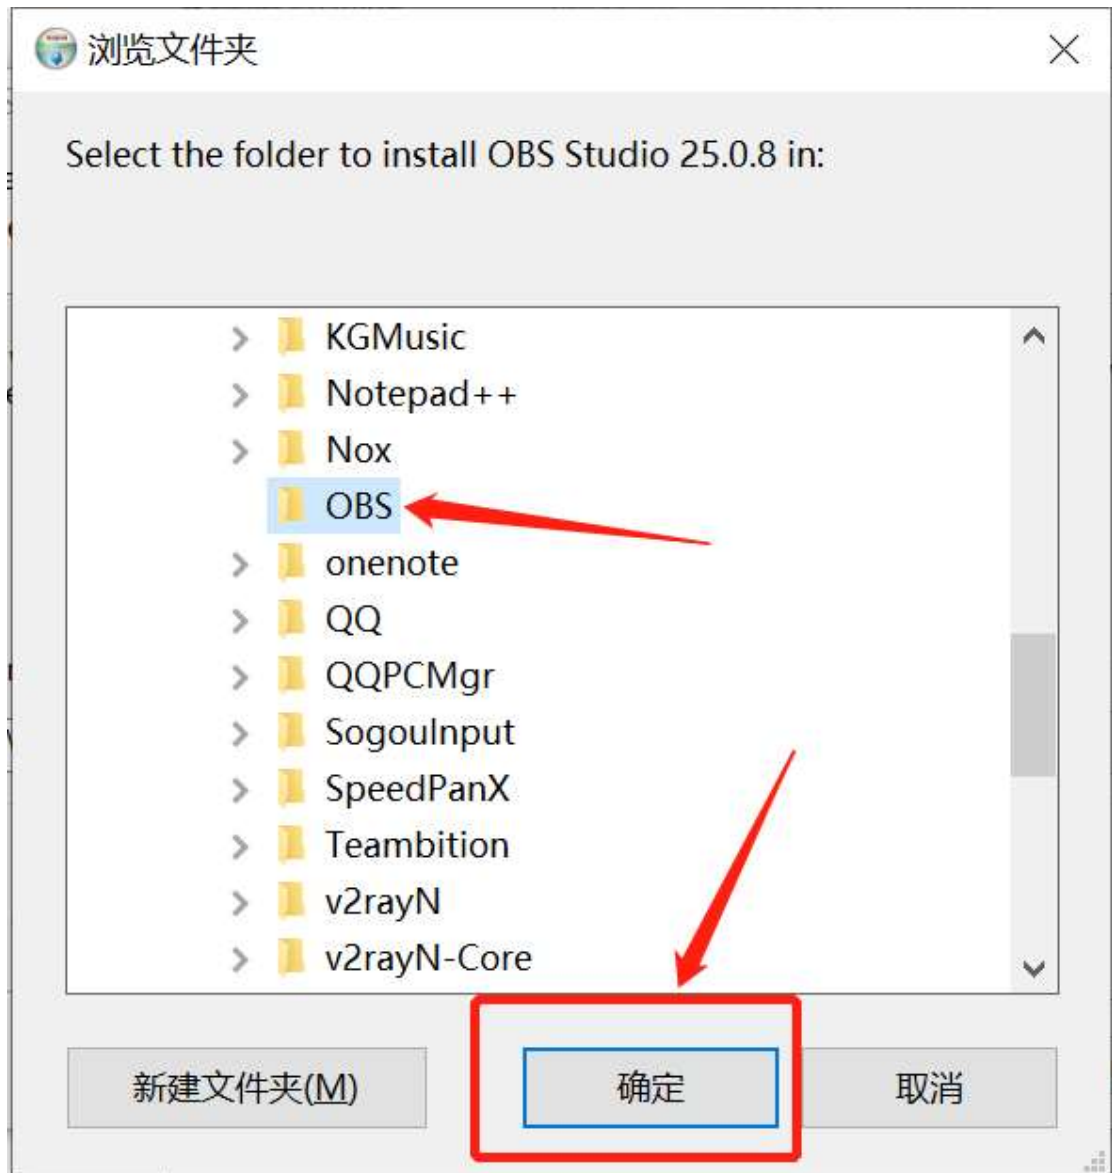 浏览文件夹
Select the folder to install OBS Studio 25.0.8 in:
KGMusic
Notepad++
Nox
OBS
onenote
QQ
QQPCMgr
SogouInput
SpeedPanX
Teambition
v2rayN
v2rayN-Core
新建文件夹(M) 确定 取消